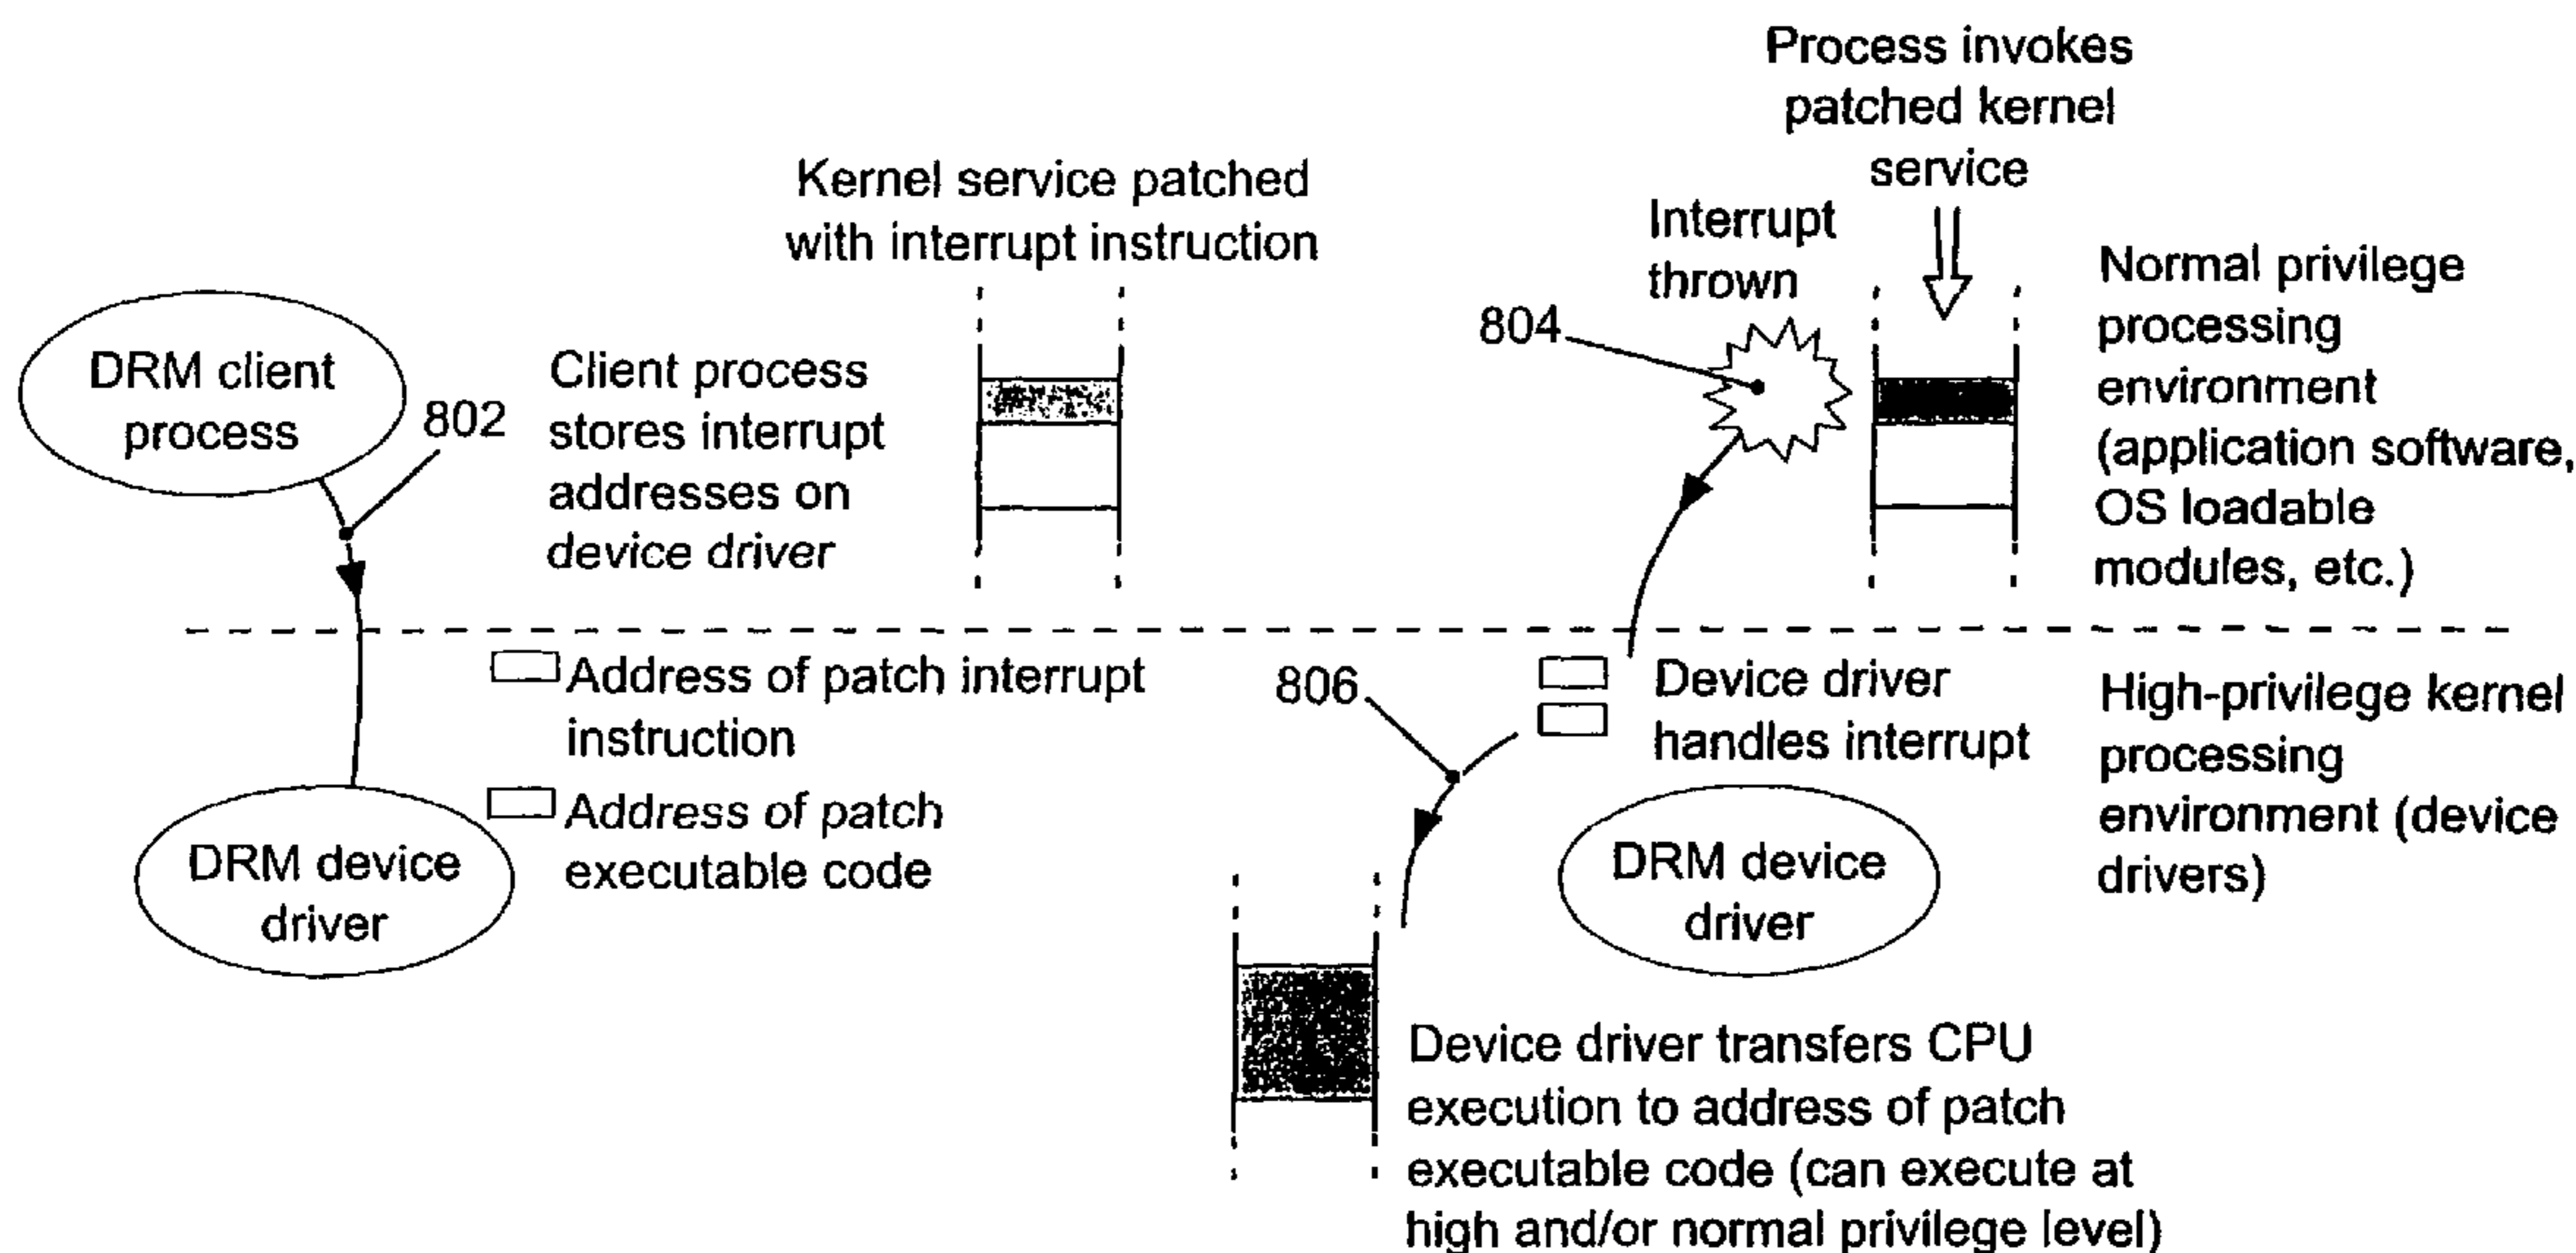 Process invokes
patched kernel
service
Kernel service patched
with interrupt instruction
Interrupt
thrown
804
Normal privilege
processing
environment
(application software,
OS loadable
modules, etc.)
DRM client
process
802
Client process
stores interrupt
addresses on
device driver
Address of patch interrupt
instruction
Address of patch
executable code
DRM device
driver
806
Device driver
handles interrupt
DRM device
driver
High-privilege kernel
processing
environment (device
drivers)
Device driver transfers CPU
execution to address of patch
executable code (can execute at
high and/or normal privilege level)